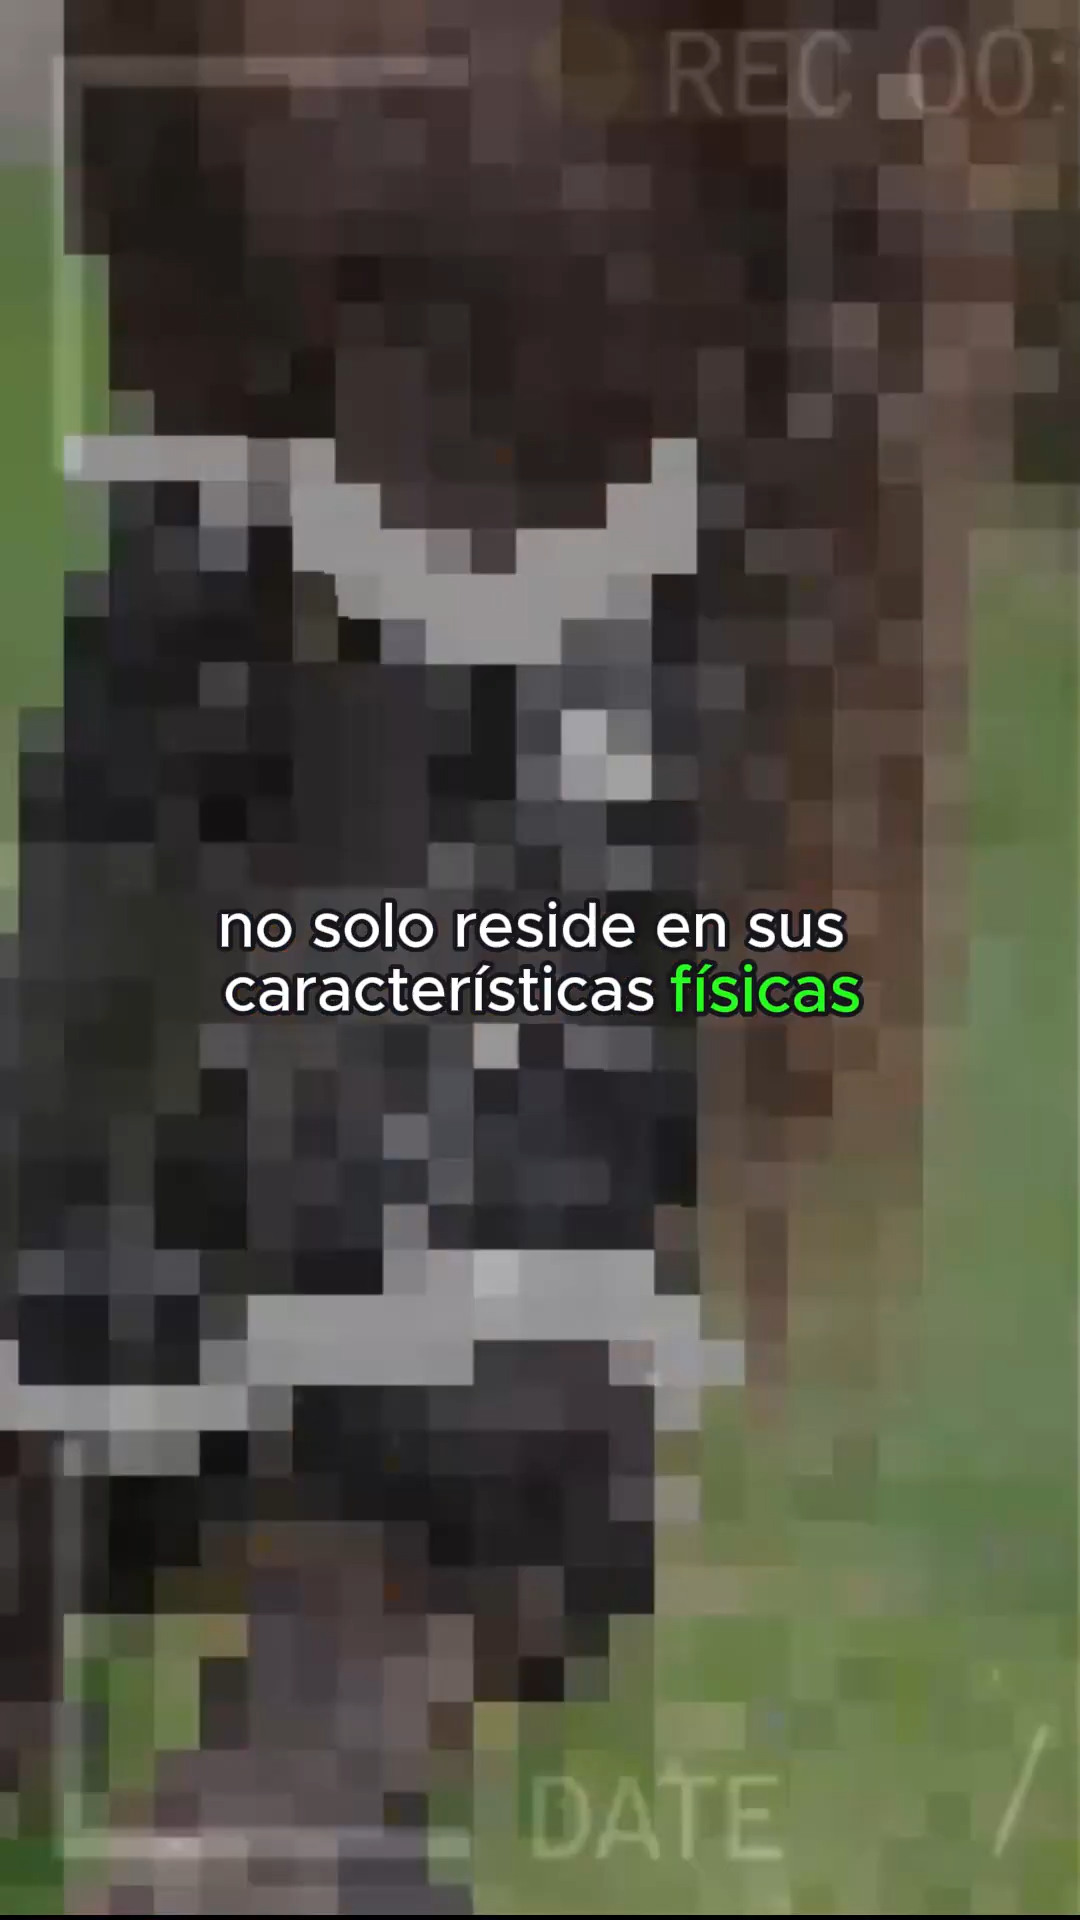 REC 00:
no solo reside en sus
características físicas
DATE /